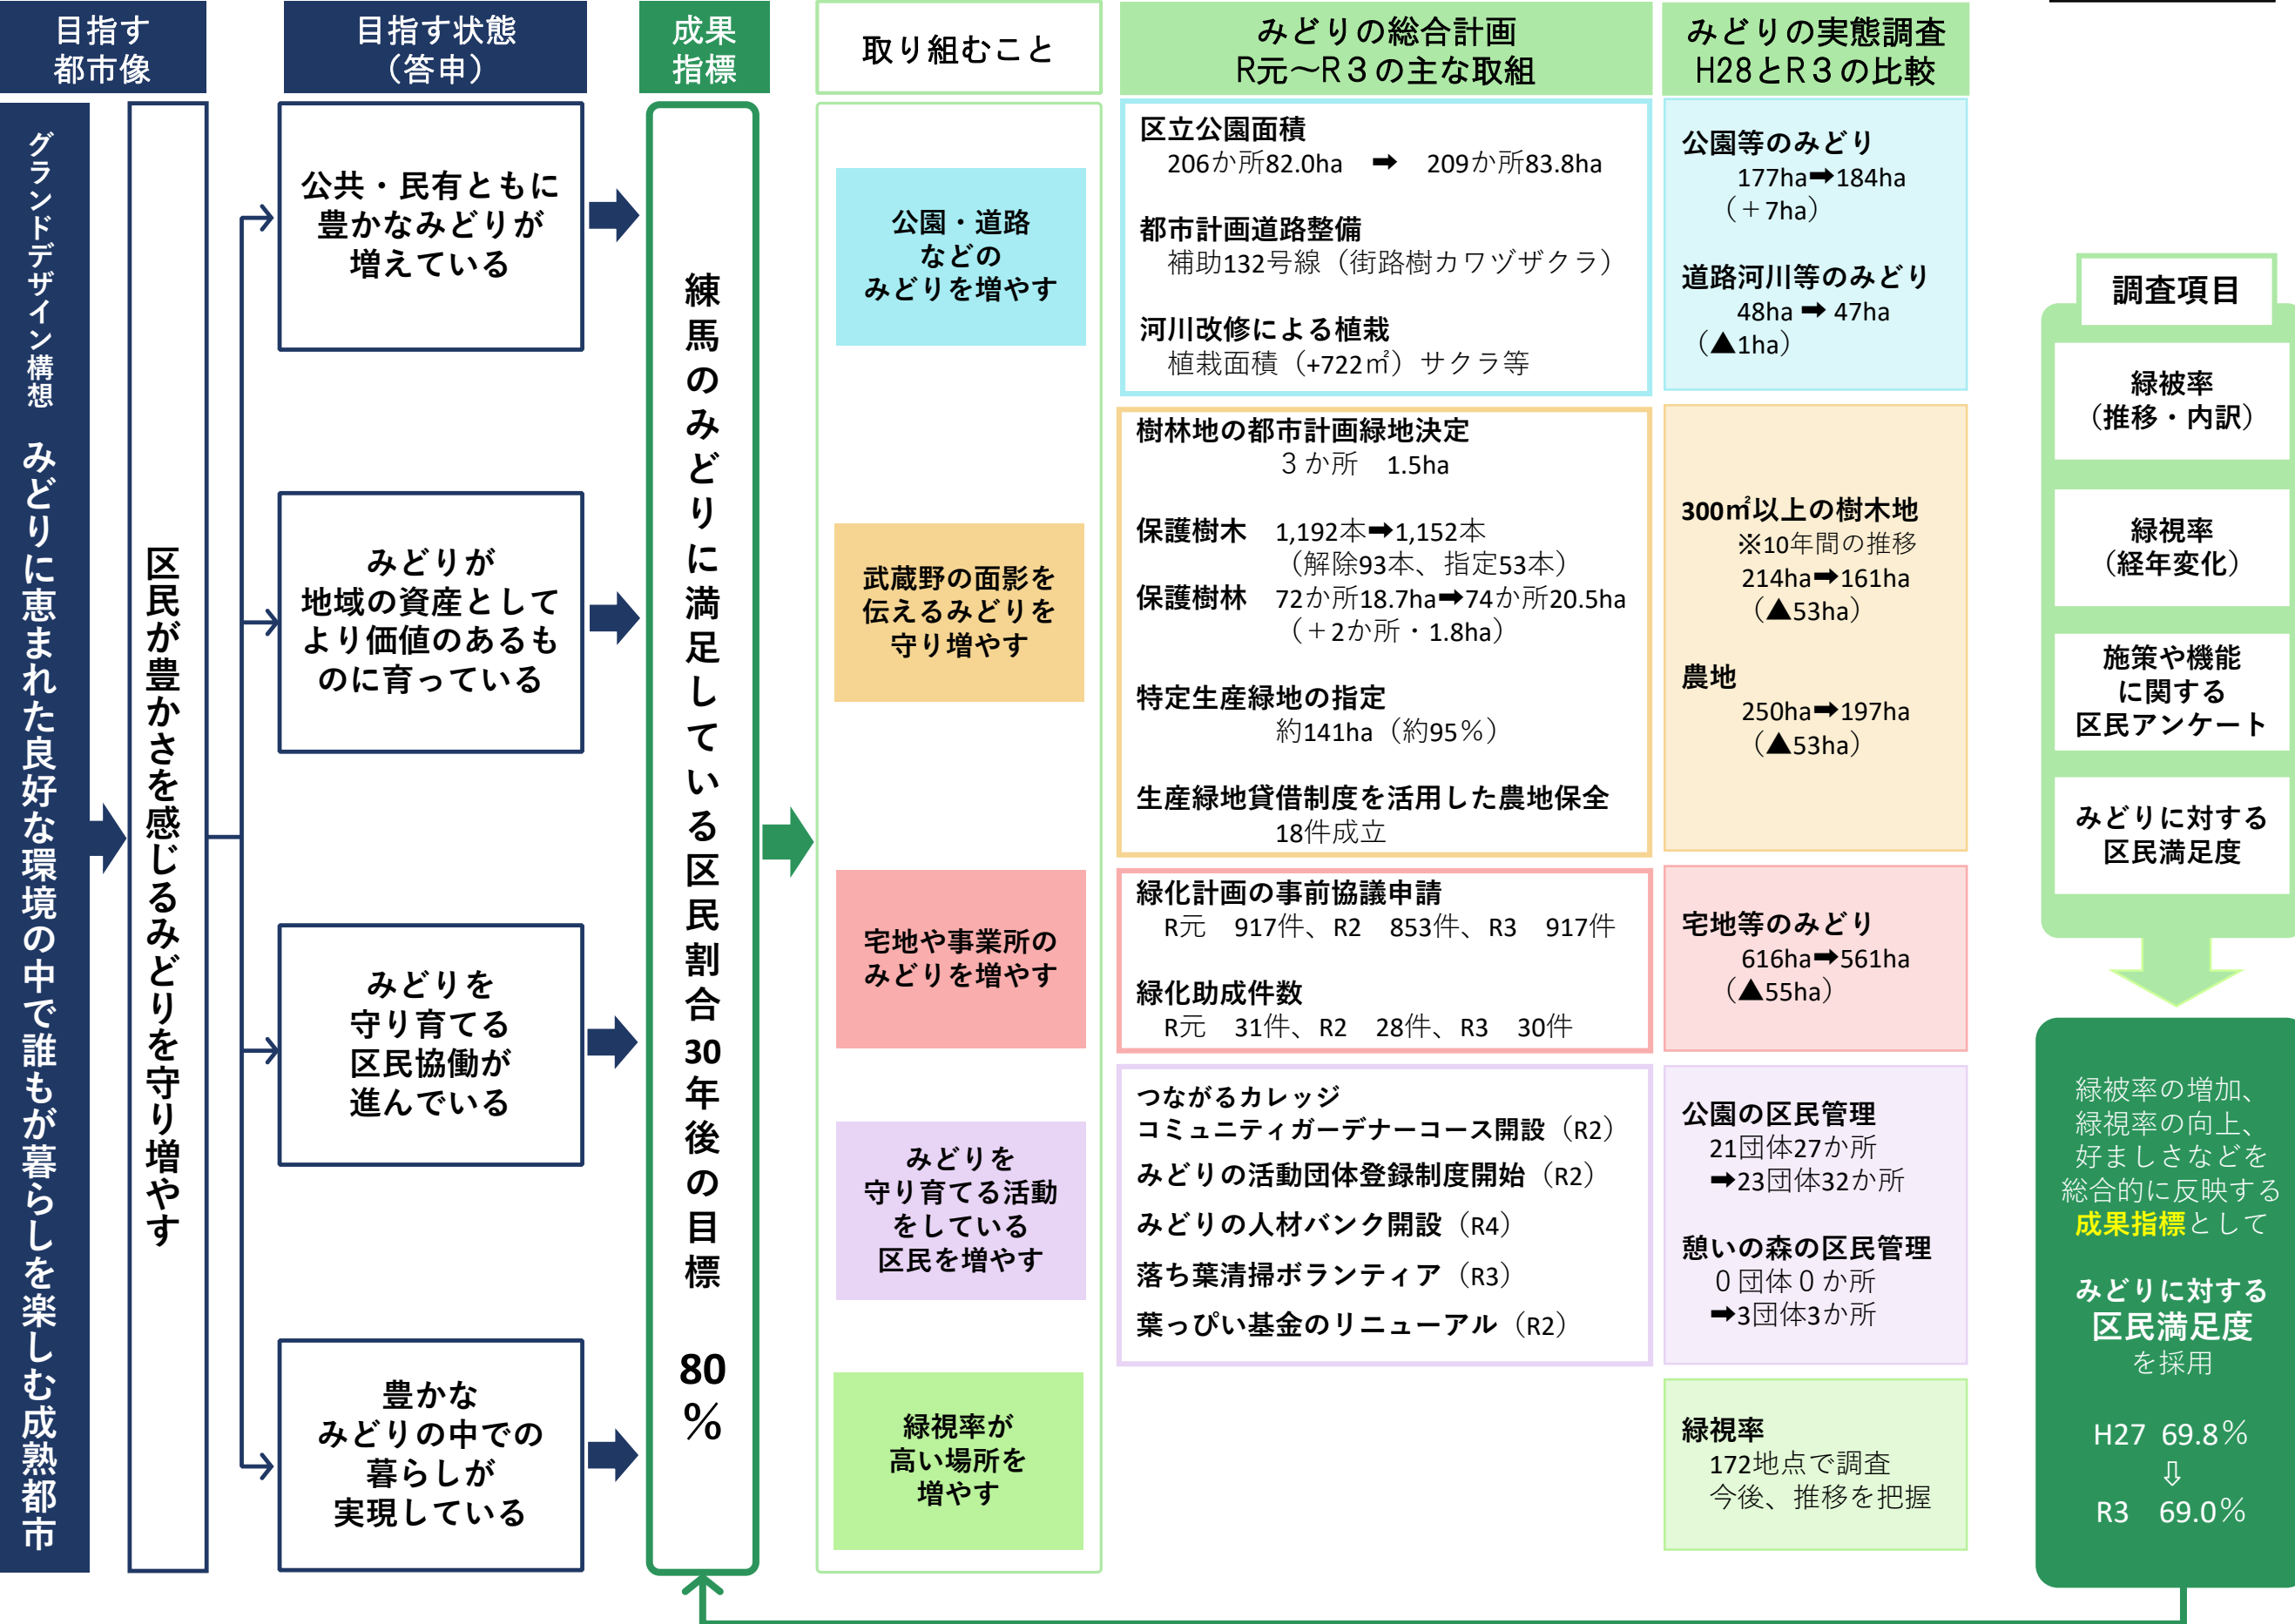 目指す
都市像
目指す状態
(答申)
成果
指標
取り組むこと
みどりの総合計画
R元～R３の主な取組
みどりの実態調査
H28とR３の比較
グランドデザイン構想　みどりに恵まれた良好な環境の中で誰もが暮らしを楽しむ成熟都市
区民が豊かさを感じるみどりを守り増やす
公共・民有ともに
豊かなみどりが
増えている
みどりが
地域の資産として
より価値のあるも
のに育っている
みどりを
守り育てる
区民協働が
進んでいる
豊かな
みどりの中での
暮らしが
実現している
練馬のみどりに満足している区民割合30年後の目標　80％
公園・道路
などの
みどりを増やす
武蔵野の面影を
伝えるみどりを
守り増やす
宅地や事業所の
みどりを増やす
みどりを
守り育てる活動
をしている
区民を増やす
緑視率が
高い場所を
増やす
区立公園面積
206か所82.0ha　➡　209か所83.8ha
都市計画道路整備
補助132号線（街路樹カワヅザクラ）
河川改修による植栽
植栽面積（+722㎡）サクラ等
樹林地の都市計画緑地決定
３か所　1.5ha
保護樹木　1,192本➡1,152本
（解除93本、指定53本）
保護樹林　72か所18.7ha➡74か所20.5ha
（＋2か所・1.8ha）
特定生産緑地の指定
約141ha（約95％）
生産緑地貸借制度を活用した農地保全
18件成立
緑化計画の事前協議申請
R元　917件、R2　853件、R3　917件
緑化助成件数
R元　31件、R2　28件、R3　30件
つながるカレッジ
コミュニティガーデナーコース開設（R2）
みどりの活動団体登録制度開始（R2）
みどりの人材バンク開設（R4）
落ち葉清掃ボランティア（R3）
葉っぴい基金のリニューアル（R2）
公園等のみどり
177ha➡184ha
（＋7ha）
道路河川等のみどり
48ha ➡ 47ha
（▲1ha）
300㎡以上の樹木地
※10年間の推移
214ha➡161ha
（▲53ha）
農地
250ha➡197ha
（▲53ha）
宅地等のみどり
616ha➡561ha
（▲55ha）
公園の区民管理
21団体27か所
➡23団体32か所
憩いの森の区民管理
０団体０か所
➡3団体3か所
緑視率
172地点で調査
今後、推移を把握
調査項目
緑被率
（推移・内訳）
緑視率
（経年変化）
施策や機能
に関する
区民アンケート
みどりに対する
区民満足度
緑被率の増加、
緑視率の向上、
好ましさなどを
総合的に反映する
成果指標として
みどりに対する
区民満足度
を採用
H27 69.8％
⇩
R3　69.0％